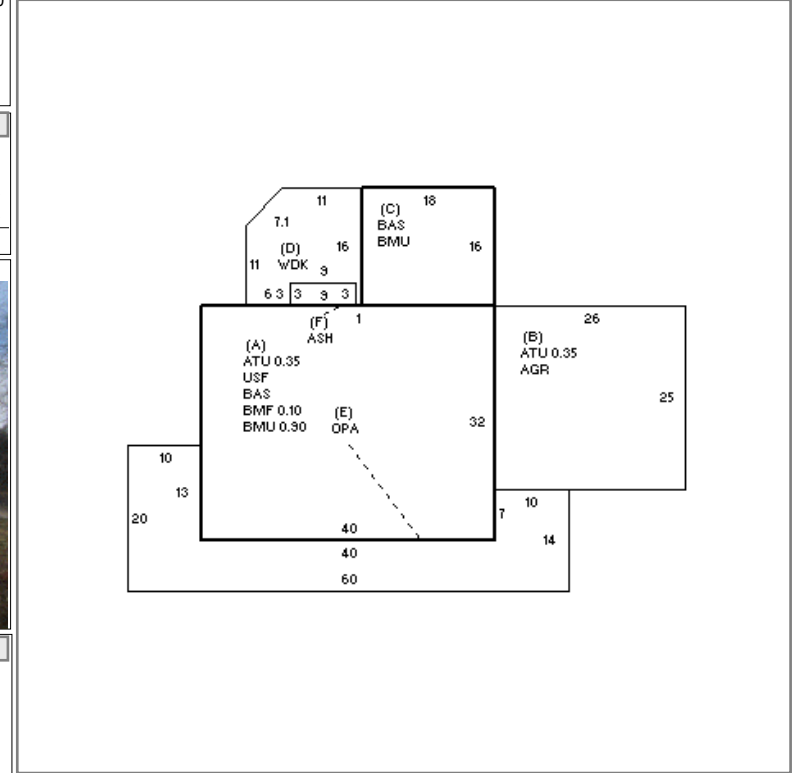 11
18
(C)
BAS
BMU
7.1
16
16
(D)
WDK
11
9
6 3
3 9 3
(F)
ASH
1
26
(A)
ATU 0.35
USF
BAS
BMF 0.10
BMU 0.90
(B)
ATU 0.35
AGR
25
(E)
OPA
32
10
13
20
10
7
14
40
40
60